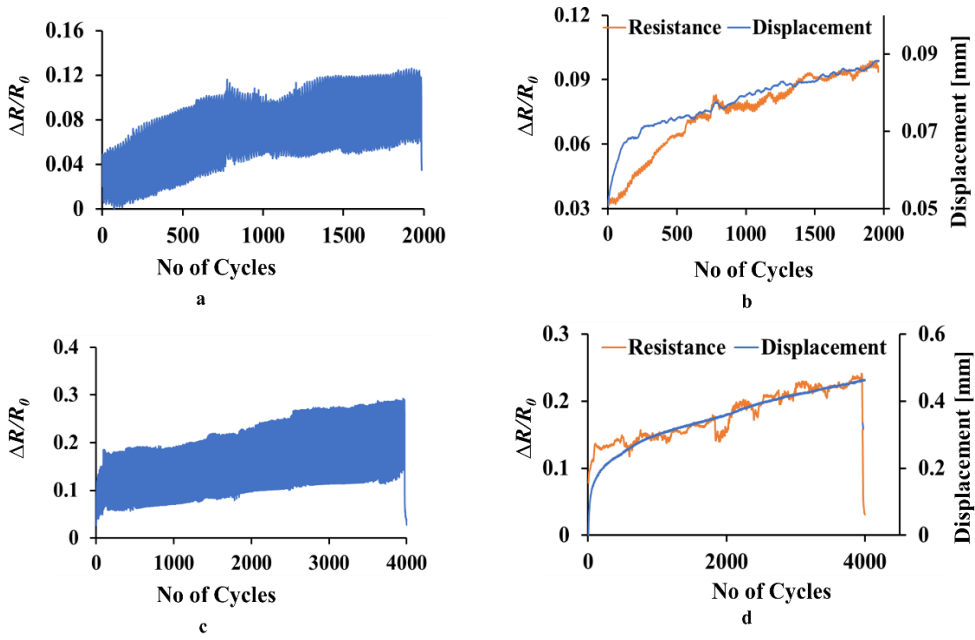 0.16
0.12
0.08
0.04
0
ΔR/R0
0 500 1000 1500 2000
No of Cycles
a
Resistance Displacement
0.12
0.09
0.06
0.03
ΔR/R0
0.09
0.07
0.05
Displacement [mm]
0 500 1000 1500 2000
No of Cycles
b
0.4
0.3
0.2
0.1
0
ΔR/R0
0 1000 2000 3000 4000
No of Cycles
c
Resistance Displacement
0.3
0.2
0.1
0
ΔR/R0
0.6
0.4
0.2
0.0
Displacement [mm]
0 2000 4000
No of Cycles
d